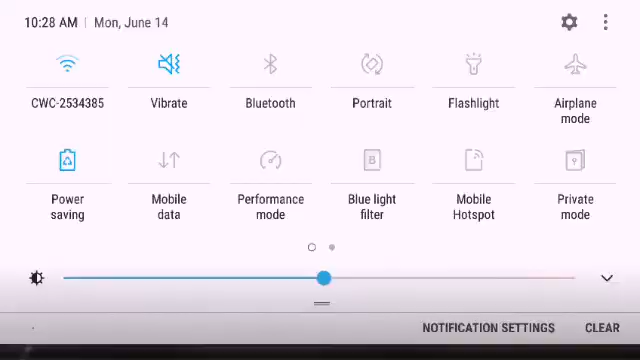 10:28 AM | Mon, June 14
CWC-2534385
Vibrate
Bluetooth
Portrait
Flashlight
Airplane
mode
Power
saving
Mobile
data
Performance
mode
B
Blue light
filter
Mobile
Hotspot
Private
mode
NOTIFICATION SETTINGS
CLEAR